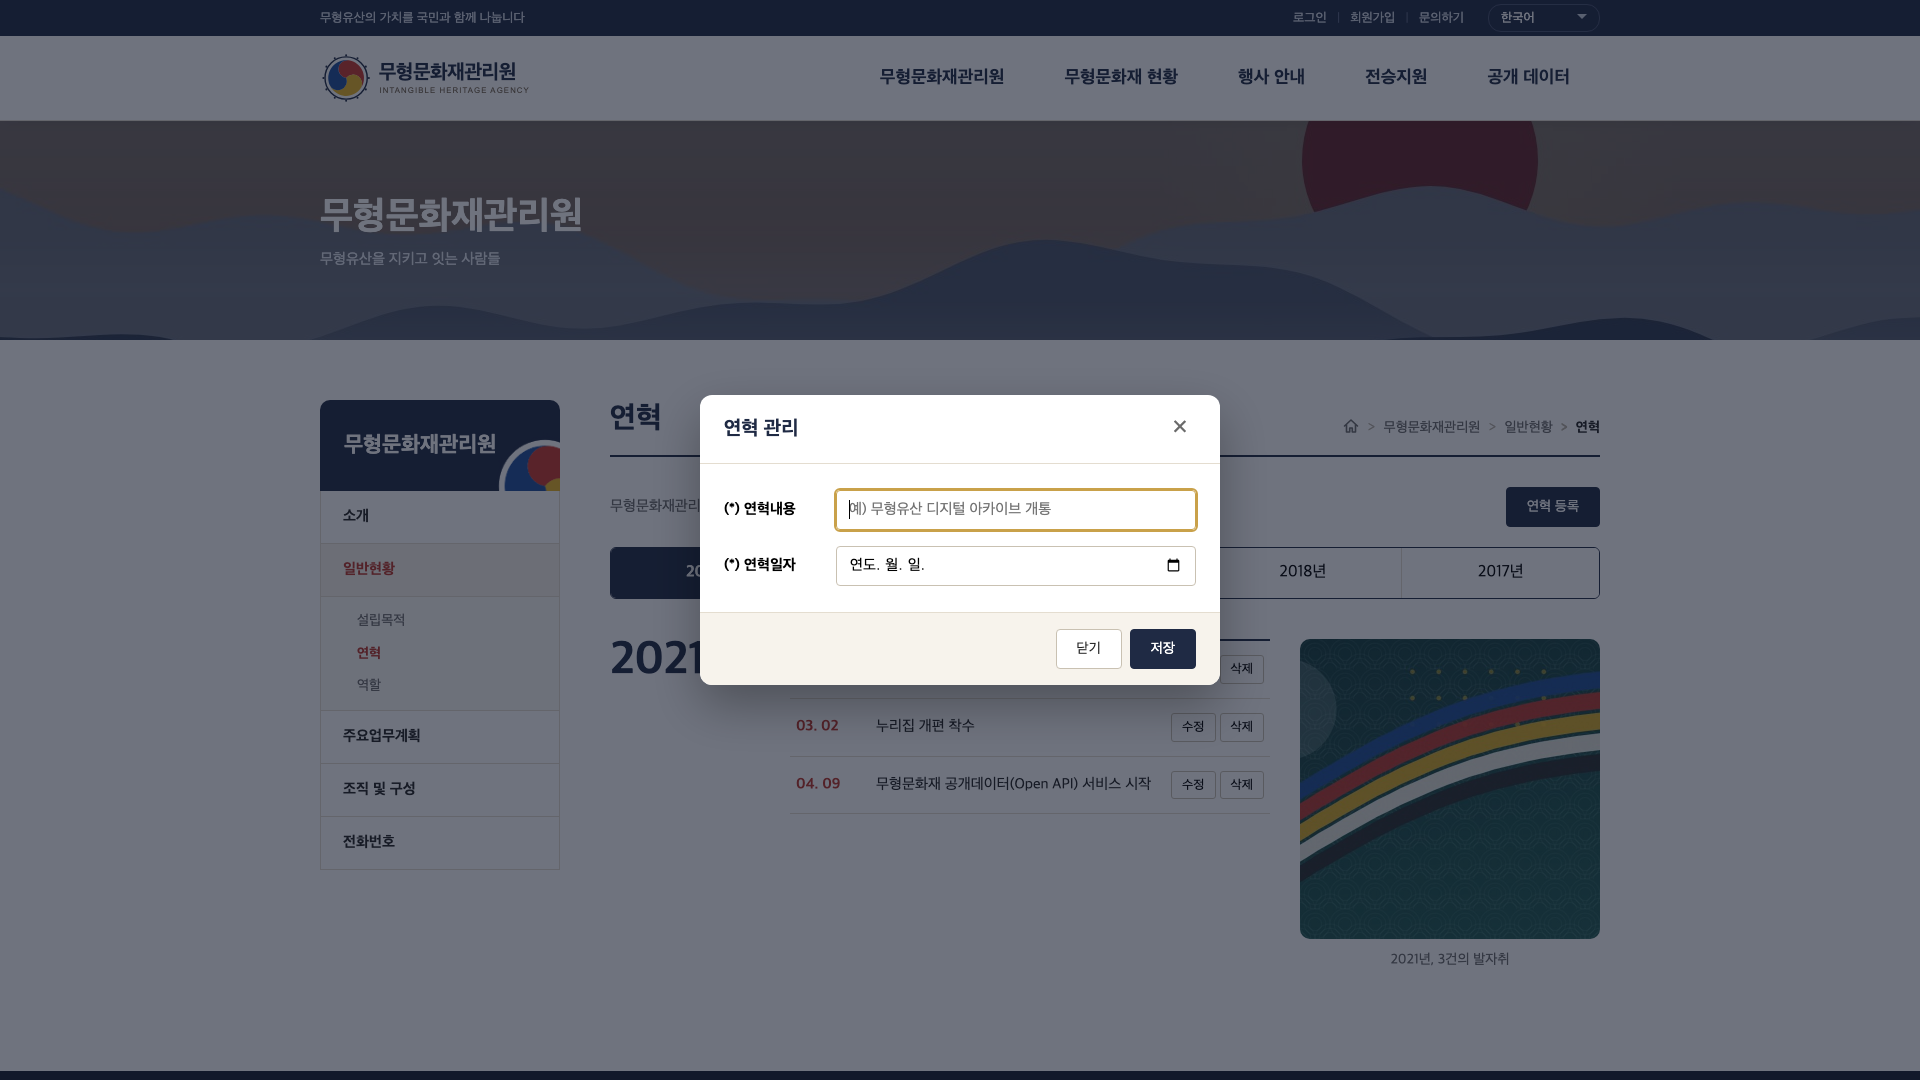 무형유산의 가치를 국민과 함께 나눕니다
로그인 회원가입 문의하기 한국어
무형문화재관리원
INTANGIBLE HERITAGE AGENCY
무형문화재관리원 무형문화재 현황 행사 안내 전승지원 공개 데이터
무형문화재관리원
무형유산을 지키고 잇는 사람들
무형문화재관리원
소개
일반현황
설립목적
연혁
역할
주요업무계획
조직 및 구성
전화번호
연혁
> 무형문화재관리원 > 일반현황 > 연혁
무형문화재관리
연혁 등록
20
2018년 2017년
2021
삭제
03. 02 누리집 개편 착수 수정 삭제
04. 09 무형문화재 공개데이터(Open API) 서비스 시작 수정 삭제
2021년, 3건의 발자취
연혁 관리
(*) 연혁내용 예) 무형유산 디지털 아카이브 개통
(*) 연혁일자 연도. 월. 일.
닫기 저장